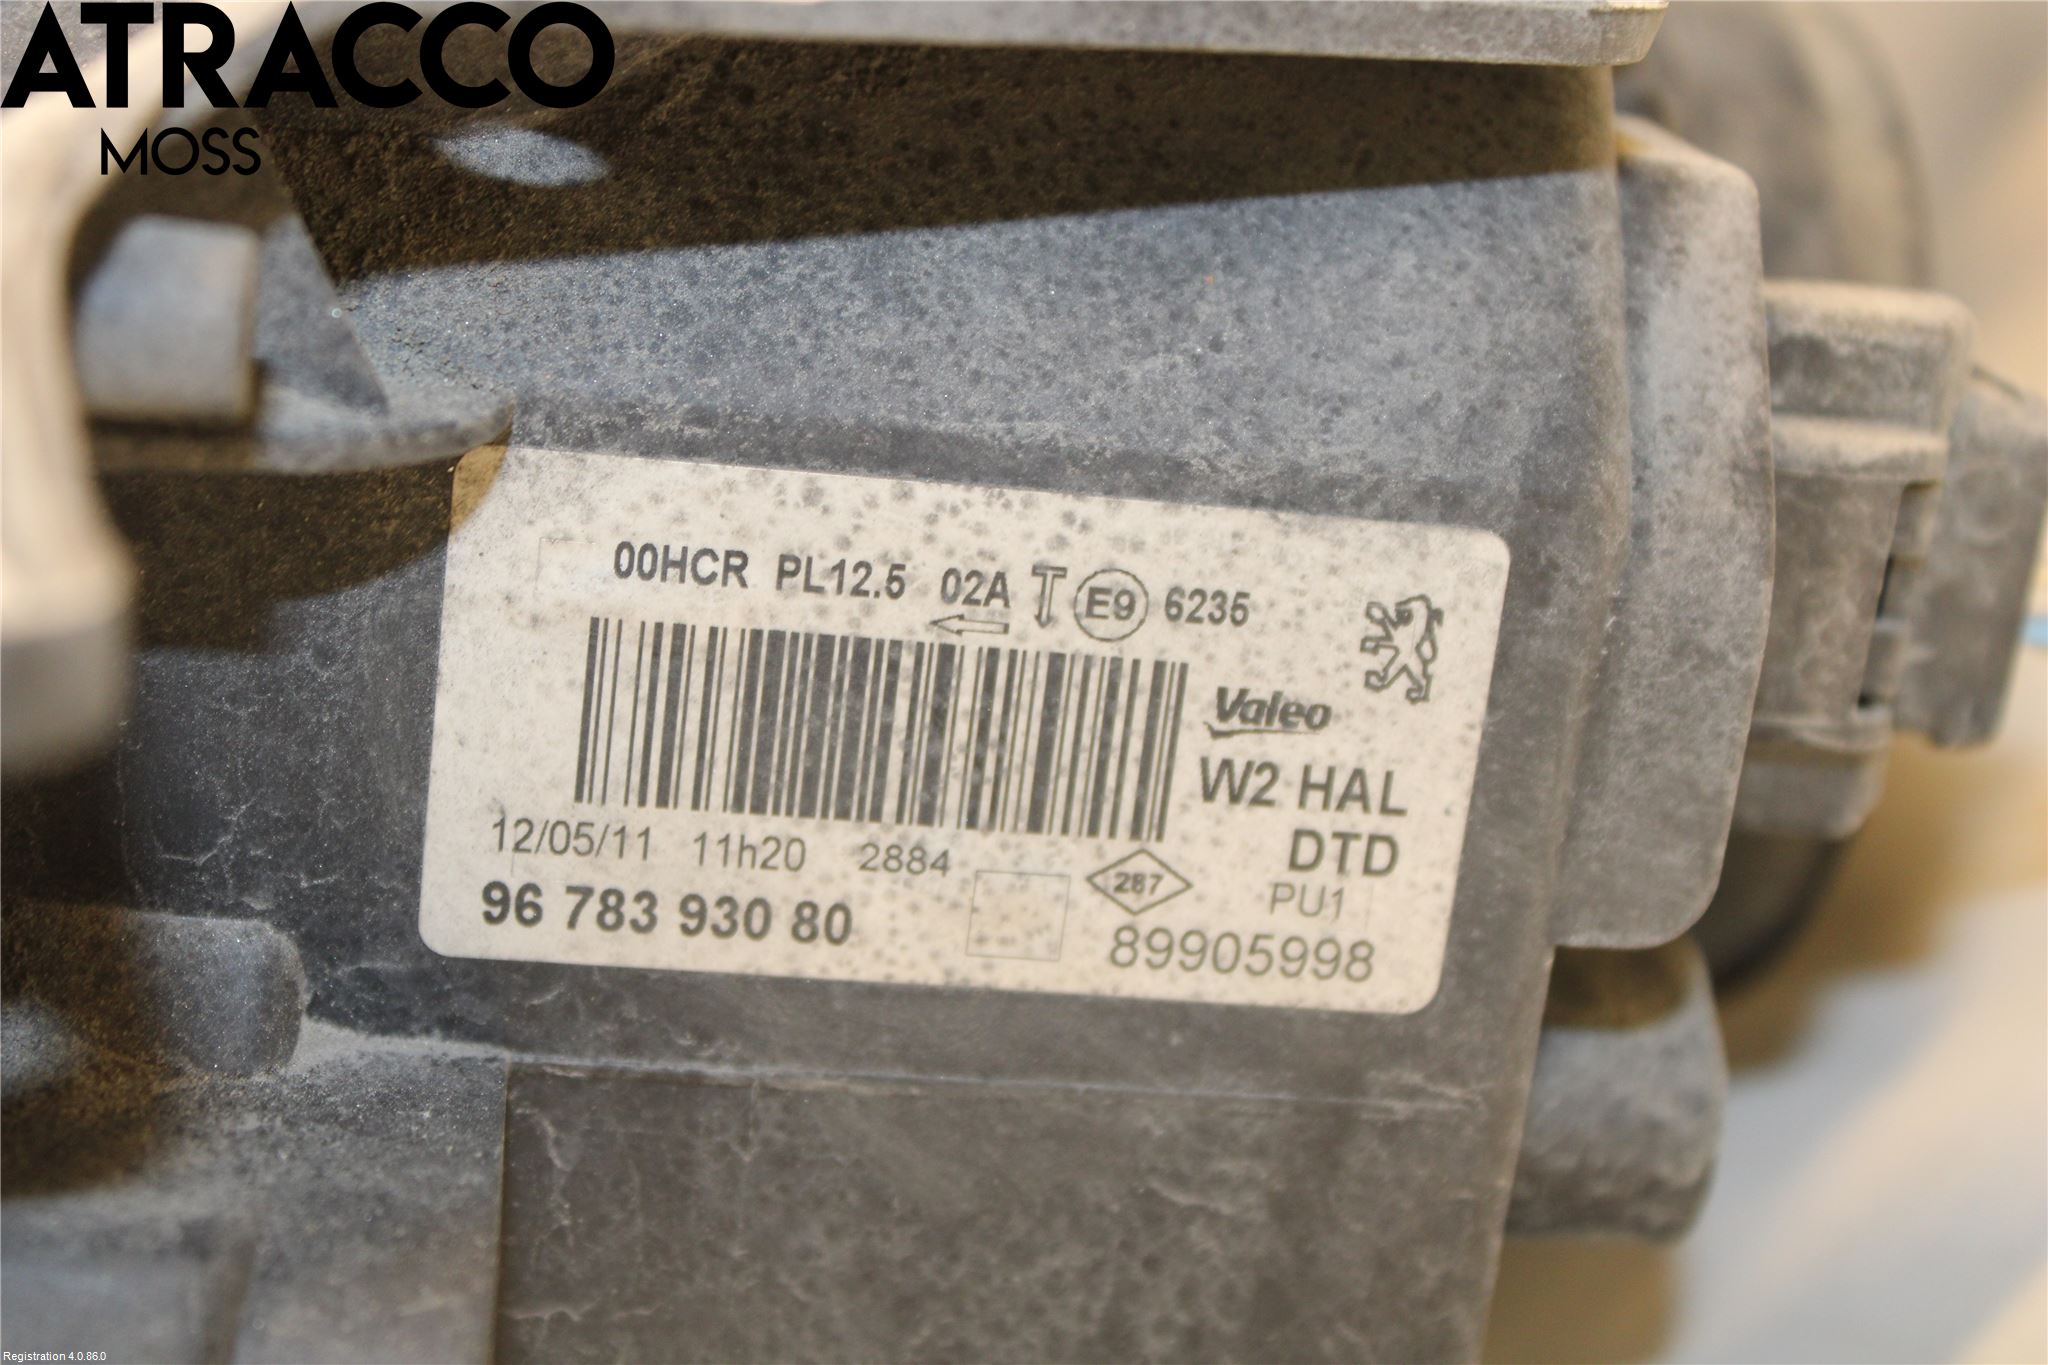 ATRACCO
MOSS
00HCR PL12.5 02A E9 6235
Valeo
W2 HAL
DTD
12/05/11 11h20 2884
287
PU1
96 783 930 80
89905998
Registration 4.0.86.0